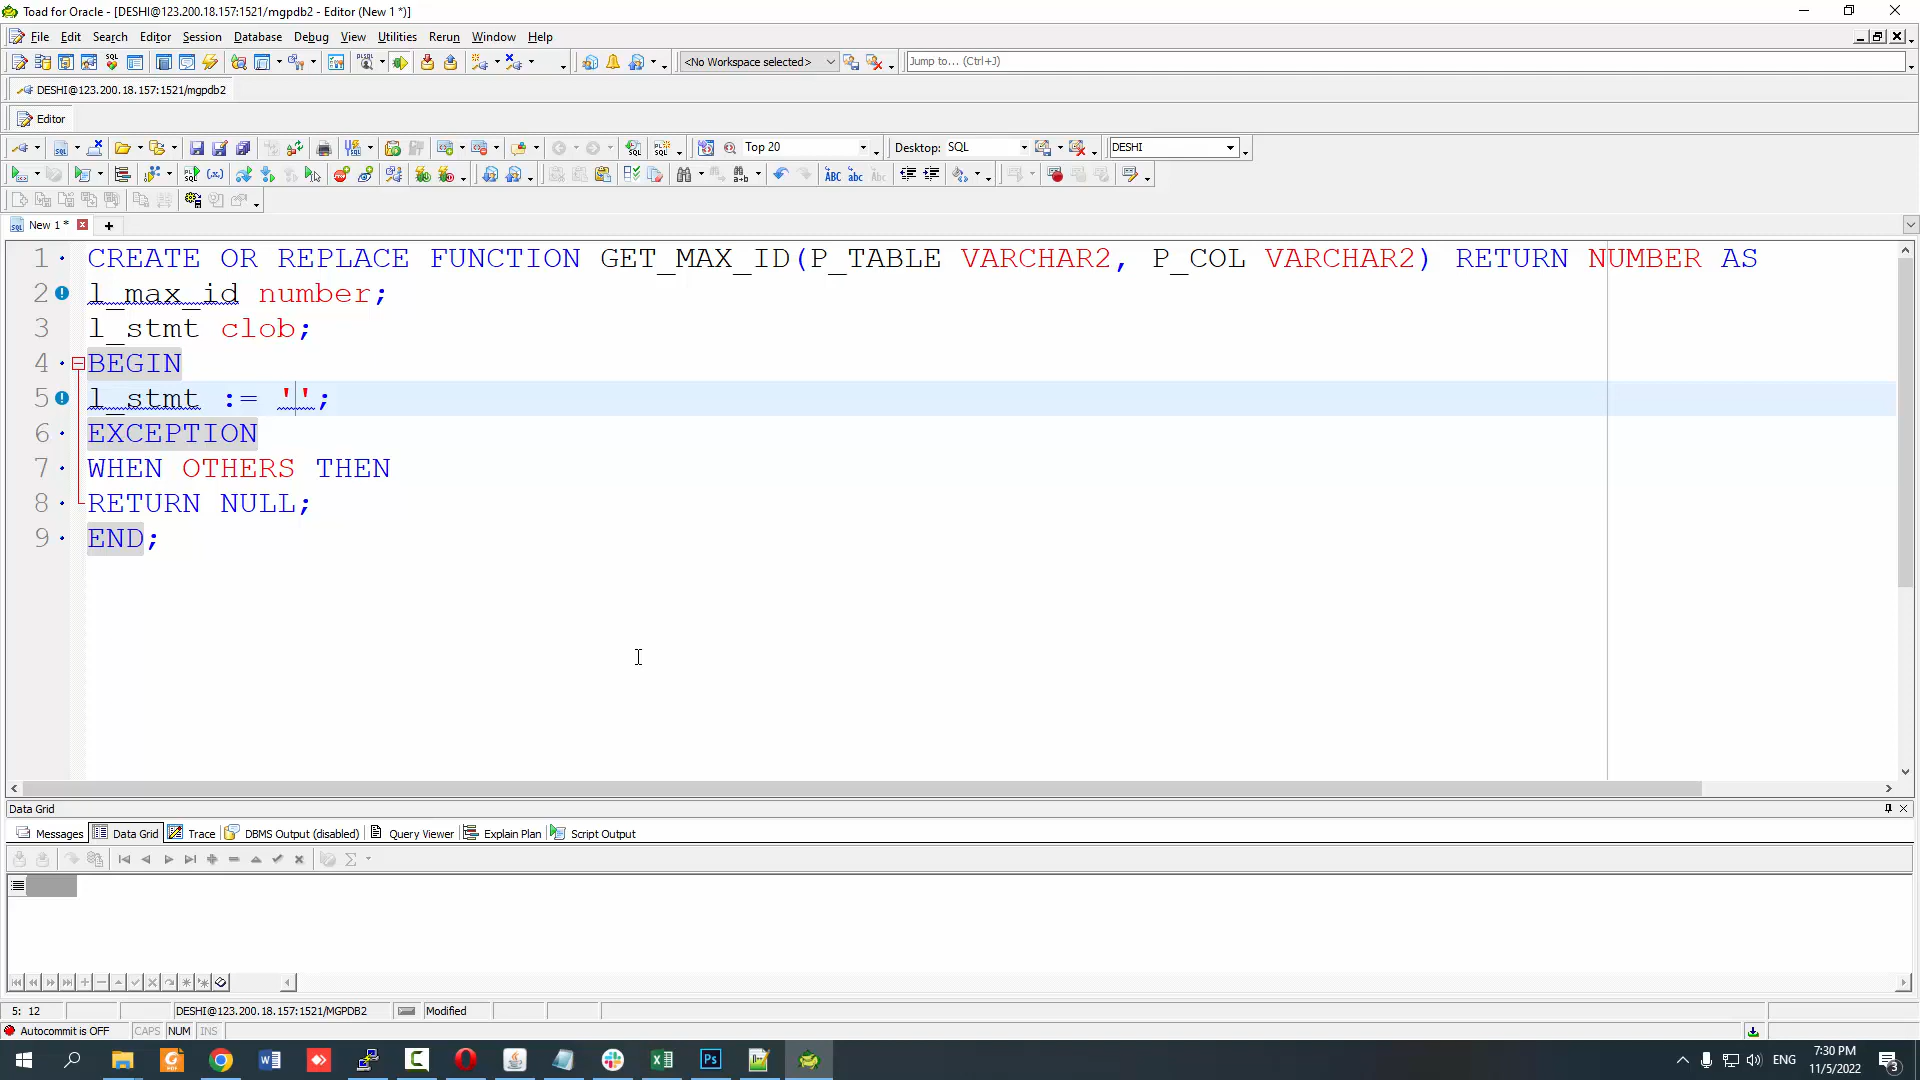 Toad for Oracle - [DESHI@123.200.18.157:1521/mgpdb2 - Editor (New 1 *)]
File Edit Search Editor Session Database Debug View Utilities Rerun Window Help
<No Workspace selected> Jump to... (Ctrl+J)
DESHI@123.200.18.157:1521/mgpdb2
Editor
Top 20 Desktop: SQL DESHI
New 1 *
1 CREATE OR REPLACE FUNCTION GET_MAX_ID(P_TABLE VARCHAR2, P_COL VARCHAR2) RETURN NUMBER AS
2 l_max_id number;
3 l_stmt clob;
4 BEGIN
5 l_stmt := '';
6 EXCEPTION
7 WHEN OTHERS THEN
8 RETURN NULL;
9 END;
Data Grid
Messages Data Grid Trace DBMS Output (disabled) Query Viewer Explain Plan Script Output
5: 12 DESHI@123.200.18.157:1521/MGPDB2 Modified
Autocommit is OFF CAPS NUM INS
ENG 7:30 PM
11/5/2022 3